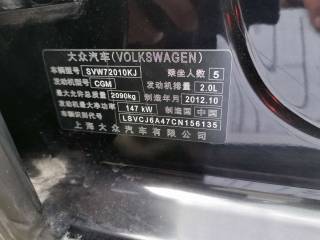 大众汽车(VOLKSWAGEN)
车辆型号 SVW72010KJ 乘坐人数 5
发动机型号 CGM 发动机排量 2.0L
最大允许总质量 2090kg 制造年月 2012.10
发动机最大净功率 147 kW 制造国 中国
车辆识别代号 LSVCJ6A47CN156135
上海大众汽车有限公司